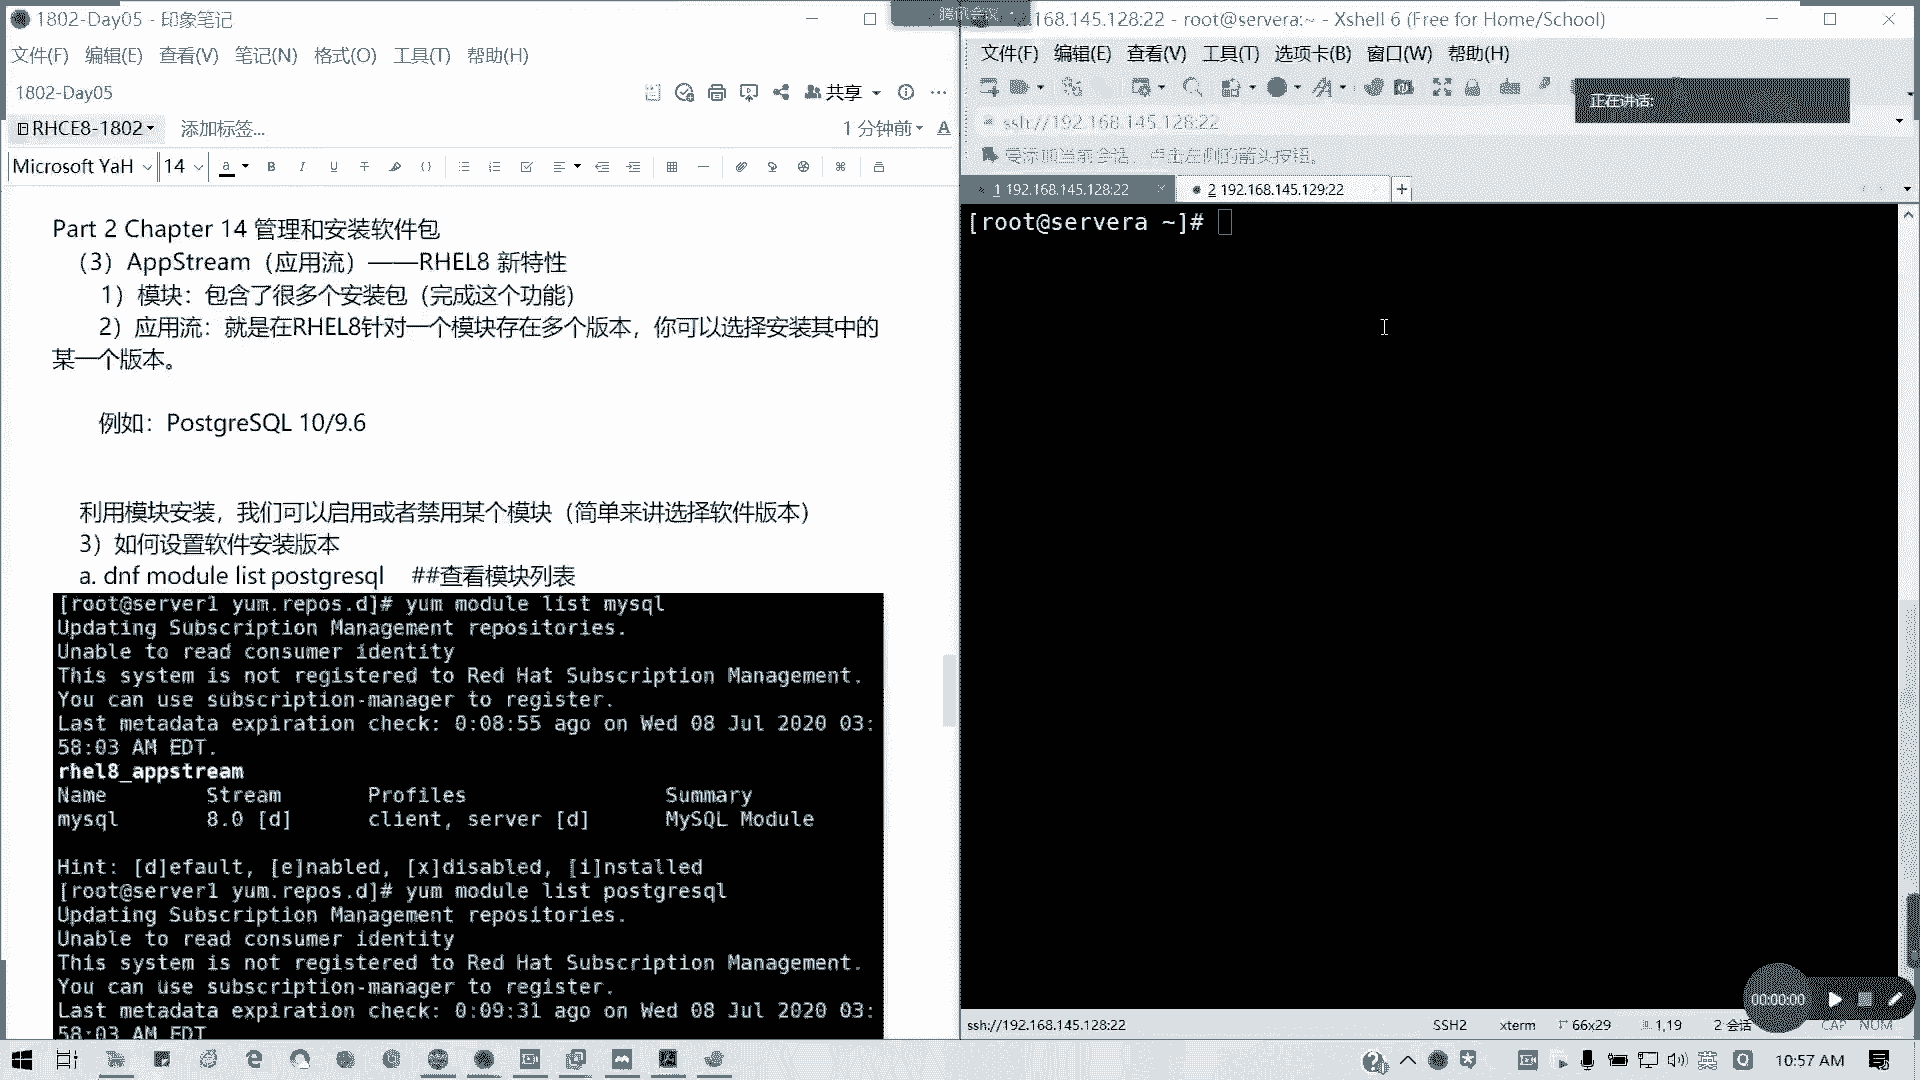 1802-Day05 - 印象笔记
文件(F) 编辑(E) 查看(V) 笔记(N) 格式(O) 工具(T) 帮助(H)
1802-Day05
共享
RHCE8-1802
添加标签...
1 分钟前
Microsoft YaH 14
Part 2 Chapter 14 管理和安装软件包
（3）AppStream（应用流）——RHEL8 新特性
1）模块：包含了很多个安装包（完成这个功能）
2）应用流：就是在RHEL8针对一个模块存在多个版本，你可以选择安装其中的
某一个版本。
例如：PostgreSQL 10/9.6
利用模块安装，我们可以启用或者禁用某个模块（简单来讲选择软件版本）
3）如何设置软件安装版本
a. dnf module list postgresql ##查看模块列表
[root@server1 yum.repos.d]# yum module list mysql
Updating Subscription Management repositories.
Unable to read consumer identity
This system is not registered to Red Hat Subscription Management.
You can use subscription-manager to register.
Last metadata expiration check: 0:08:55 ago on Wed 08 Jul 2020 03:
58:03 AM EDT.
rhel8_appstream
Name Stream Profiles Summary
mysql 8.0 [d] client, server [d] MySQL Module
Hint: [d]efault, [e]nabled, [x]disabled, [i]nstalled
[root@server1 yum.repos.d]# yum module list postgresql
Updating Subscription Management repositories.
Unable to read consumer identity
This system is not registered to Red Hat Subscription Management.
You can use subscription-manager to register.
Last metadata expiration check: 0:09:31 ago on Wed 08 Jul 2020 03:
58:03 AM EDT
腾讯会议
.168.145.128:22 - root@servera:~ - Xshell 6 (Free for Home/School)
文件(F) 编辑(E) 查看(V) 工具(T) 选项卡(B) 窗口(W) 帮助(H)
正在讲话:
ssh://192.168.145.128:22
要添加当前会话，点击左侧的箭头按钮。
1 192.168.145.128:22
2 192.168.145.129:22
[root@servera ~]#
00:00:00
ssh://192.168.145.128:22 SSH2 xterm 66x29 1,19 2 会话 CAP NUM
英
10:57 AM